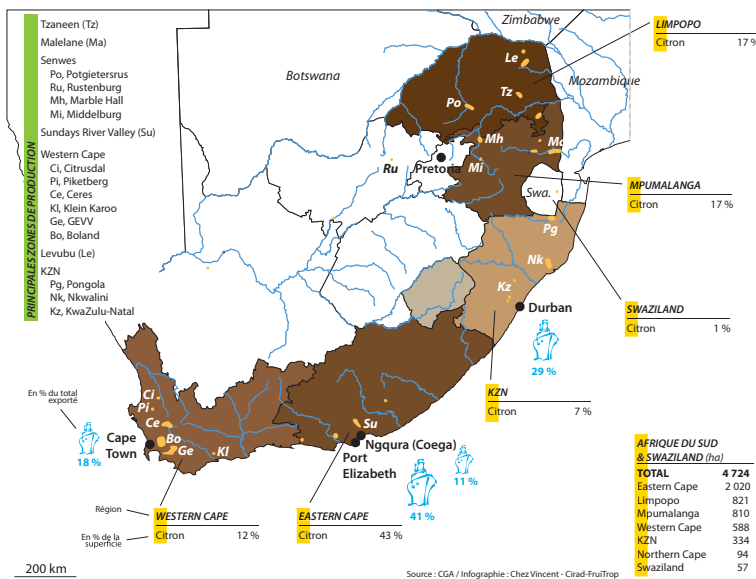 PRINCIPALES ZONES DE PRODUCTION
Tzaneen (Tz)
Malelane (Ma)
Senwes
Po, Potgietersrus
Ru, Rustenburg
Mh, Marble Hall
Mi, Middelburg
Sundays River Valley (Su)
Western Cape
Ci, Citrusdal
Pi, Piketberg
Ce, Ceres
Kl, Klein Karoo
Ge, GEVV
Bo, Boland
Levubu (Le)
KZN
Pg, Pongola
Nk, Nkwalini
Kz, KwaZulu-Natal
Zimbabwe
Botswana
Mozambique
Le
Tz
Po
Mh
Ma
Mi
Ru
Pretoria
Swa.
Pg
Nk
Kz
Durban
29 %
LIMPOPO
Citron 17 %
MPUMALANGA
Citron 17 %
SWAZILAND
Citron 1 %
KZN
Citron 7 %
En % du total
exporté
18 %
Cape
Town
Ci
Pi
Ce
Bo
Ge
Kl
Su
Ngqura (Coega)
Port
Elizabeth
11 %
41 %
Région
En % de la
superficie
WESTERN CAPE
Citron 12 %
EASTERN CAPE
Citron 43 %
AFRIQUE DU SUD
& SWAZILAND (ha)
TOTAL 4 724
Eastern Cape 2 020
Limpopo 821
Mpumalanga 810
Western Cape 588
KZN 334
Northern Cape 94
Swaziland 57
200 km
Source : CGA / Infographie : Chez Vincent - Cirad-FruiTrop